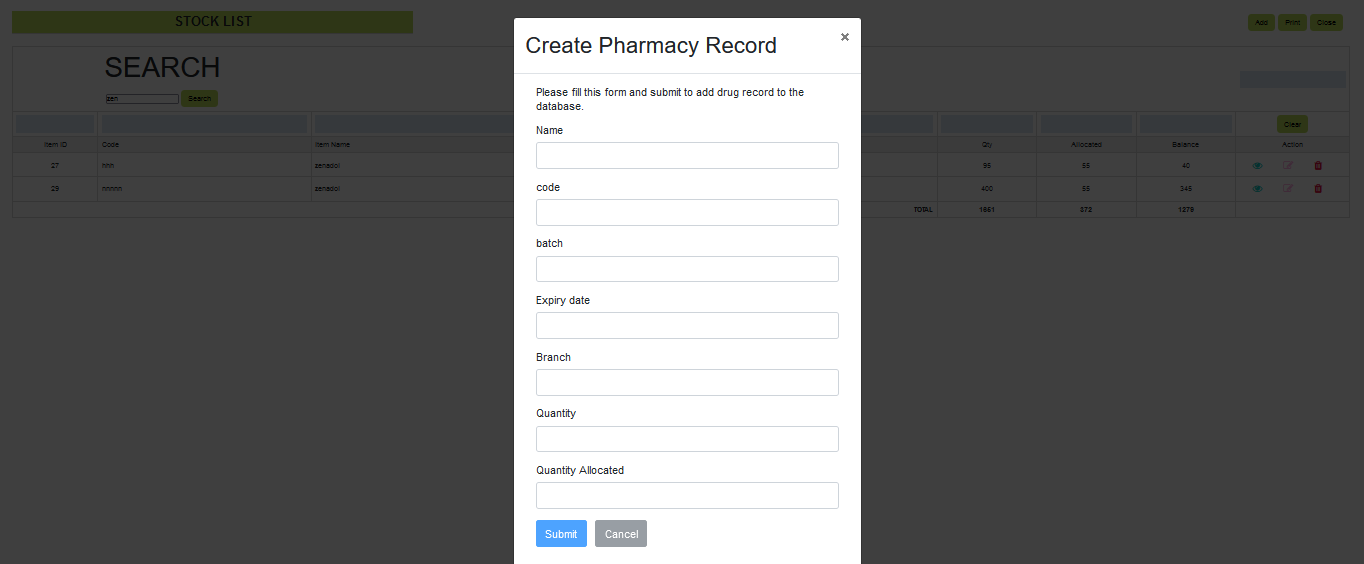 STOCK LIST
Add Print Close
Create Pharmacy Record ×
SEARCH
zen Search
Please fill this form and submit to add drug record to the
database.
Name
code
batch
Expiry date
Branch
Quantity
Quantity Allocated
Submit Cancel
Clear
Item ID Code Item Name Qty Allocated Balance Action
27 hhh zenadol 95 55 40
29 hhhhh zenadol 400 55 345
TOTAL 1651 372 1279